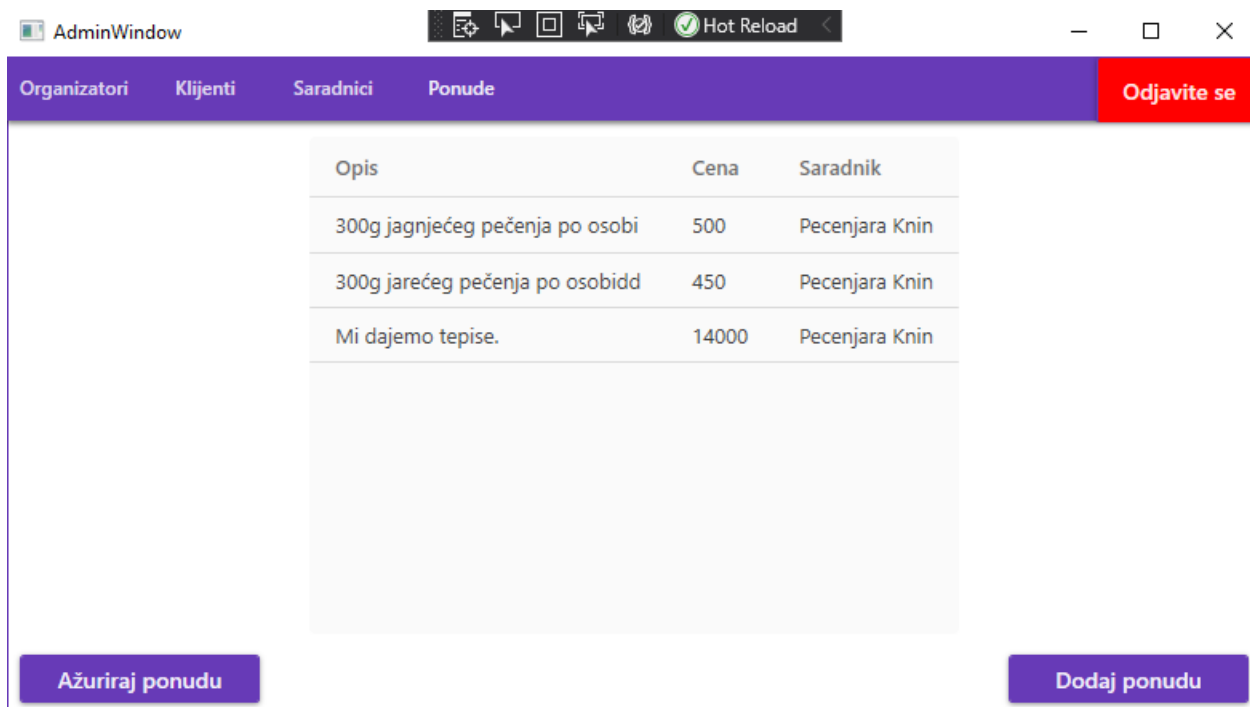 AdminWindow Hot Reload
Organizatori Klijenti Saradnici Ponude Odjavite se
Opis Cena Saradnik
300g jagnjećeg pečenja po osobi 500 Pecenjara Knin
300g jarećeg pečenja po osobidd 450 Pecenjara Knin
Mi dajemo tepise. 14000 Pecenjara Knin
Ažuriraj ponudu Dodaj ponudu